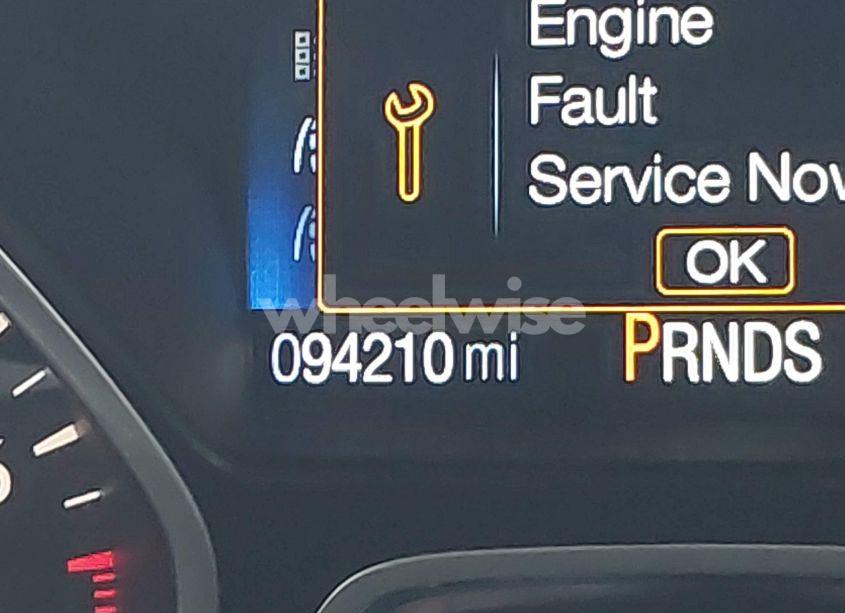 Engine
Fault
Service Now
OK
wheelwise
094210 mi
PRNDS